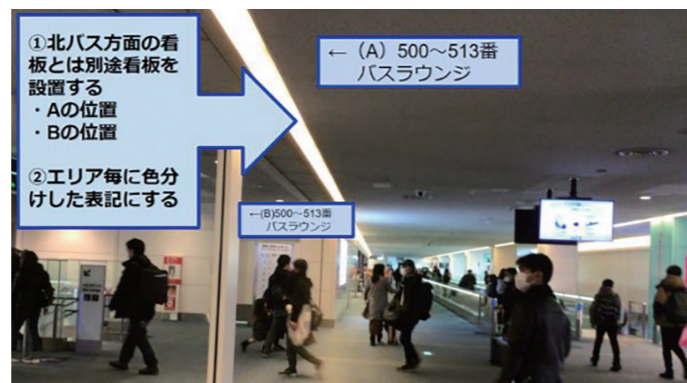 ①北バス方面の看
板とは別途看板を
設置する
・Aの位置
・Bの位置
②エリア毎に色分
けした表記にする
←（A）500～513番
バスラウンジ
←(B)500～513番
バスラウンジ